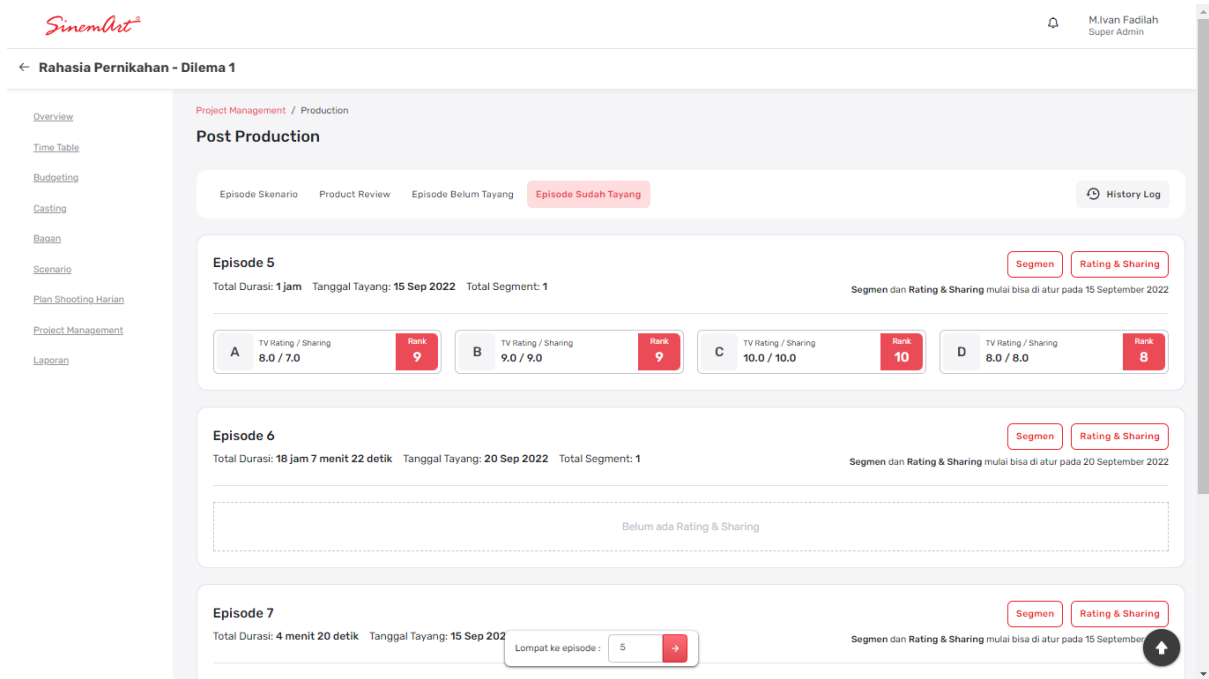 SinemArt
M.Ivan Fadilah
Super Admin
← Rahasia Pernikahan - Dilema 1
Overview
Time Table
Budgeting
Casting
Bagan
Scenario
Plan Shooting Harian
Project Management
Laporan
Project Management / Production
Post Production
Episode Skenario Product Review Episode Belum Tayang Episode Sudah Tayang History Log
Episode 5
Segmen Rating & Sharing
Total Durasi: 1 jam Tanggal Tayang: 15 Sep 2022 Total Segment: 1
Segmen dan Rating & Sharing mulai bisa di atur pada 15 September 2022
A TV Rating / Sharing 8.0 / 7.0 Rank 9
B TV Rating / Sharing 9.0 / 9.0 Rank 9
C TV Rating / Sharing 10.0 / 10.0 Rank 10
D TV Rating / Sharing 8.0 / 8.0 Rank 8
Episode 6
Segmen Rating & Sharing
Total Durasi: 18 jam 7 menit 22 detik Tanggal Tayang: 20 Sep 2022 Total Segment: 1
Segmen dan Rating & Sharing mulai bisa di atur pada 20 September 2022
Belum ada Rating & Sharing
Episode 7
Segmen Rating & Sharing
Total Durasi: 4 menit 20 detik Tanggal Tayang: 15 Sep 202
Segmen dan Rating & Sharing mulai bisa di atur pada 15 September
Lompat ke episode : 5